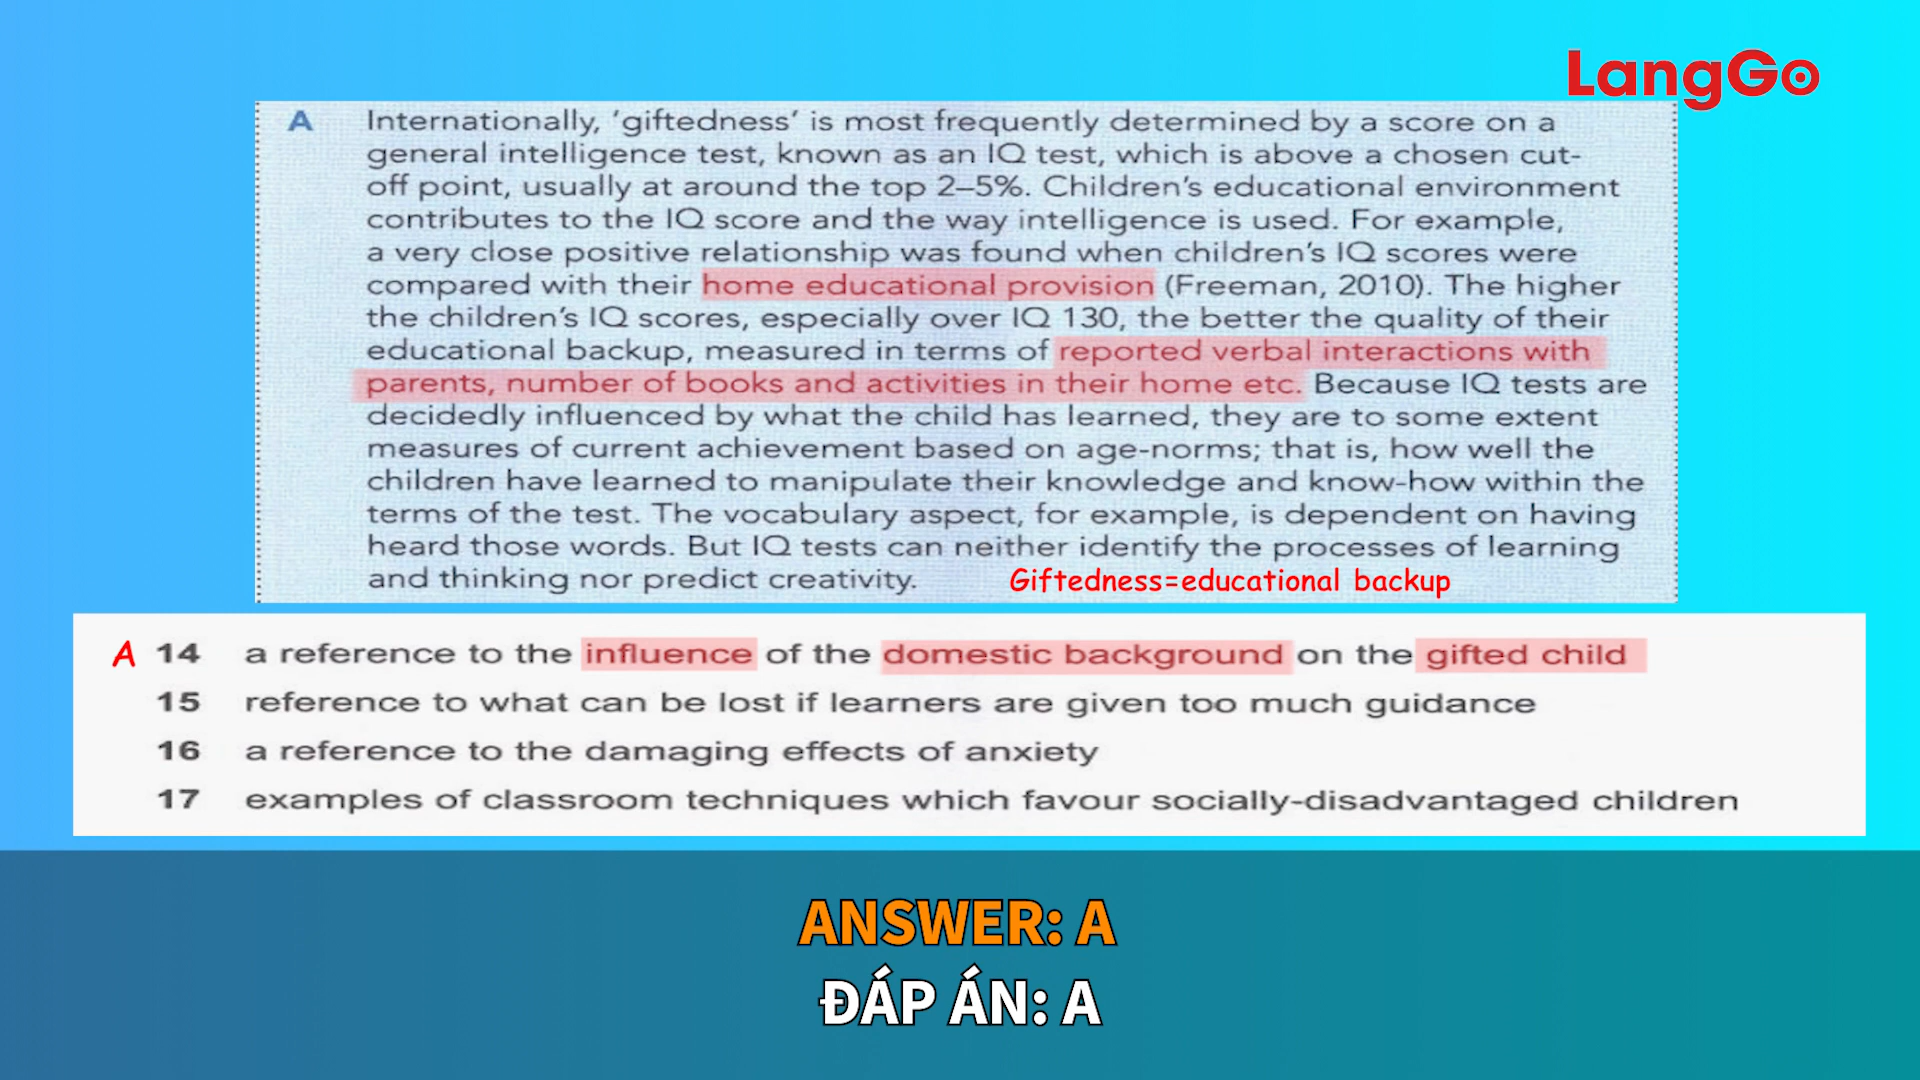 LangGo
A Internationally, ‘giftedness’ is most frequently determined by a score on a
general intelligence test, known as an IQ test, which is above a chosen cut-
off point, usually at around the top 2–5%. Children’s educational environment
contributes to the IQ score and the way intelligence is used. For example,
a very close positive relationship was found when children’s IQ scores were
compared with their home educational provision (Freeman, 2010). The higher
the children’s IQ scores, especially over IQ 130, the better the quality of their
educational backup, measured in terms of reported verbal interactions with
parents, number of books and activities in their home etc. Because IQ tests are
decidedly influenced by what the child has learned, they are to some extent
measures of current achievement based on age-norms; that is, how well the
children have learned to manipulate their knowledge and know-how within the
terms of the test. The vocabulary aspect, for example, is dependent on having
heard those words. But IQ tests can neither identify the processes of learning
and thinking nor predict creativity. Giftedness=educational backup
A 14 a reference to the influence of the domestic background on the gifted child
15 reference to what can be lost if learners are given too much guidance
16 a reference to the damaging effects of anxiety
17 examples of classroom techniques which favour socially-disadvantaged children
ANSWER: A
ĐÁP ÁN: A